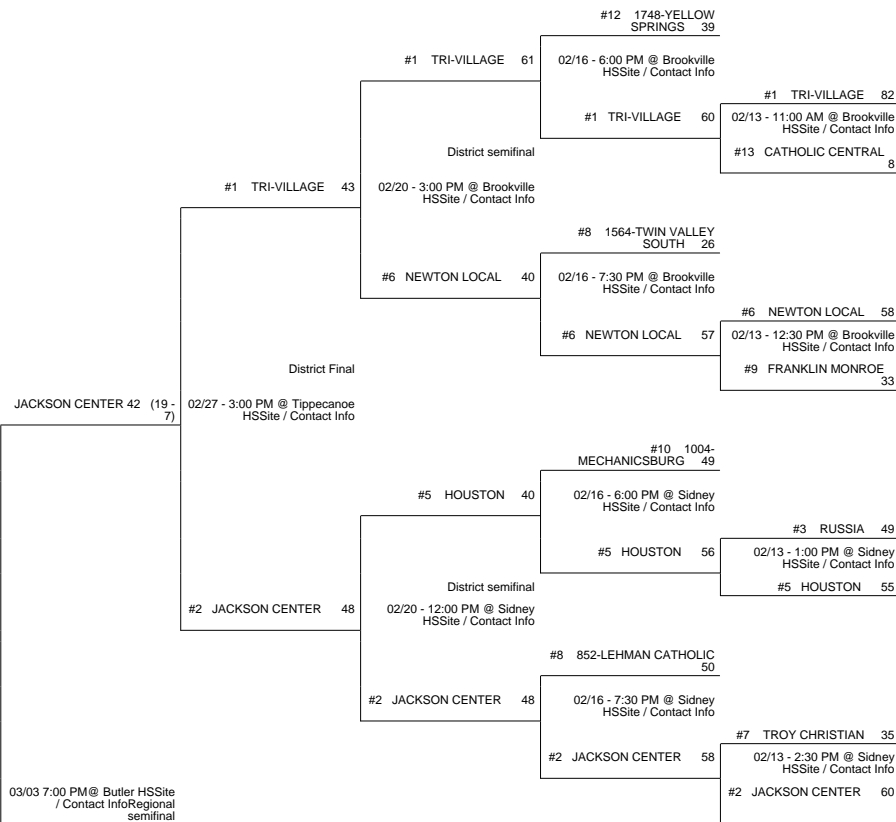 #12 1748-YELLOW
SPRINGS 39
#1 TRI-VILLAGE 61
02/16 - 6:00 PM @ Brookville
HSSite / Contact Info
#1 TRI-VILLAGE 82
#1 TRI-VILLAGE 60
02/13 - 11:00 AM @ Brookville
HSSite / Contact Info
District semifinal
#13 CATHOLIC CENTRAL
8
#1 TRI-VILLAGE 43
02/20 - 3:00 PM @ Brookville
HSSite / Contact Info
#8 1564-TWIN VALLEY
SOUTH 26
#6 NEWTON LOCAL 40
02/16 - 7:30 PM @ Brookville
HSSite / Contact Info
#6 NEWTON LOCAL 58
#6 NEWTON LOCAL 57
02/13 - 12:30 PM @ Brookville
HSSite / Contact Info
District Final
#9 FRANKLIN MONROE
33
JACKSON CENTER 42 (19 -
7)
02/27 - 3:00 PM @ Tippecanoe
HSSite / Contact Info
#10 1004-
MECHANICSBURG 49
#5 HOUSTON 40
02/16 - 6:00 PM @ Sidney
HSSite / Contact Info
#3 RUSSIA 49
#5 HOUSTON 56
02/13 - 1:00 PM @ Sidney
HSSite / Contact Info
District semifinal
#5 HOUSTON 55
#2 JACKSON CENTER 48
02/20 - 12:00 PM @ Sidney
HSSite / Contact Info
#8 852-LEHMAN CATHOLIC
50
#2 JACKSON CENTER 48
02/16 - 7:30 PM @ Sidney
HSSite / Contact Info
#7 TROY CHRISTIAN 35
#2 JACKSON CENTER 58
02/13 - 2:30 PM @ Sidney
HSSite / Contact Info
#2 JACKSON CENTER 60
03/03 7:00 PM@ Butler HSSite
/ Contact InfoRegional
semifinal